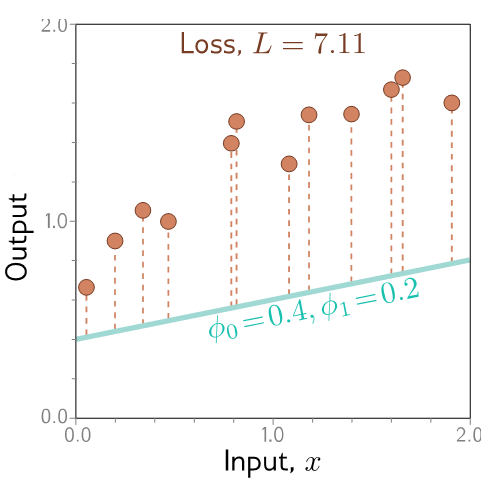 2.0
Loss, L = 7.11
Output
1.0
ϕ₀=0.4, ϕ₁=0.2
0.0
0.0 1.0 2.0
Input, x